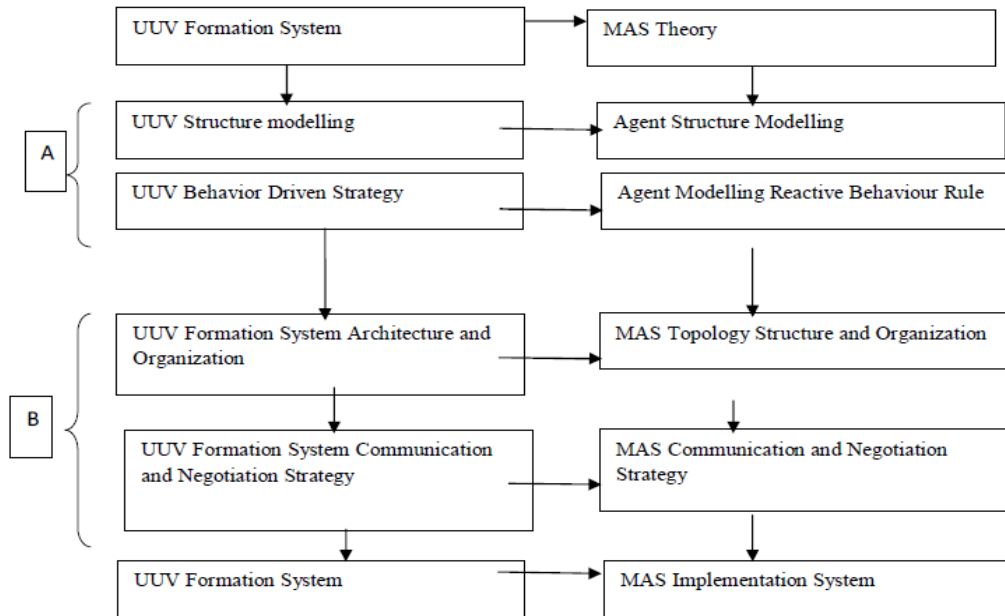 UUV Formation System
MAS Theory
A
UUV Structure modelling
Agent Structure Modelling
UUV Behavior Driven Strategy
Agent Modelling Reactive Behaviour Rule
B
UUV Formation System Architecture and
Organization
MAS Topology Structure and Organization
UUV Formation System Communication
and Negotiation Strategy
MAS Communication and Negotiation
Strategy
UUV Formation System
MAS Implementation System